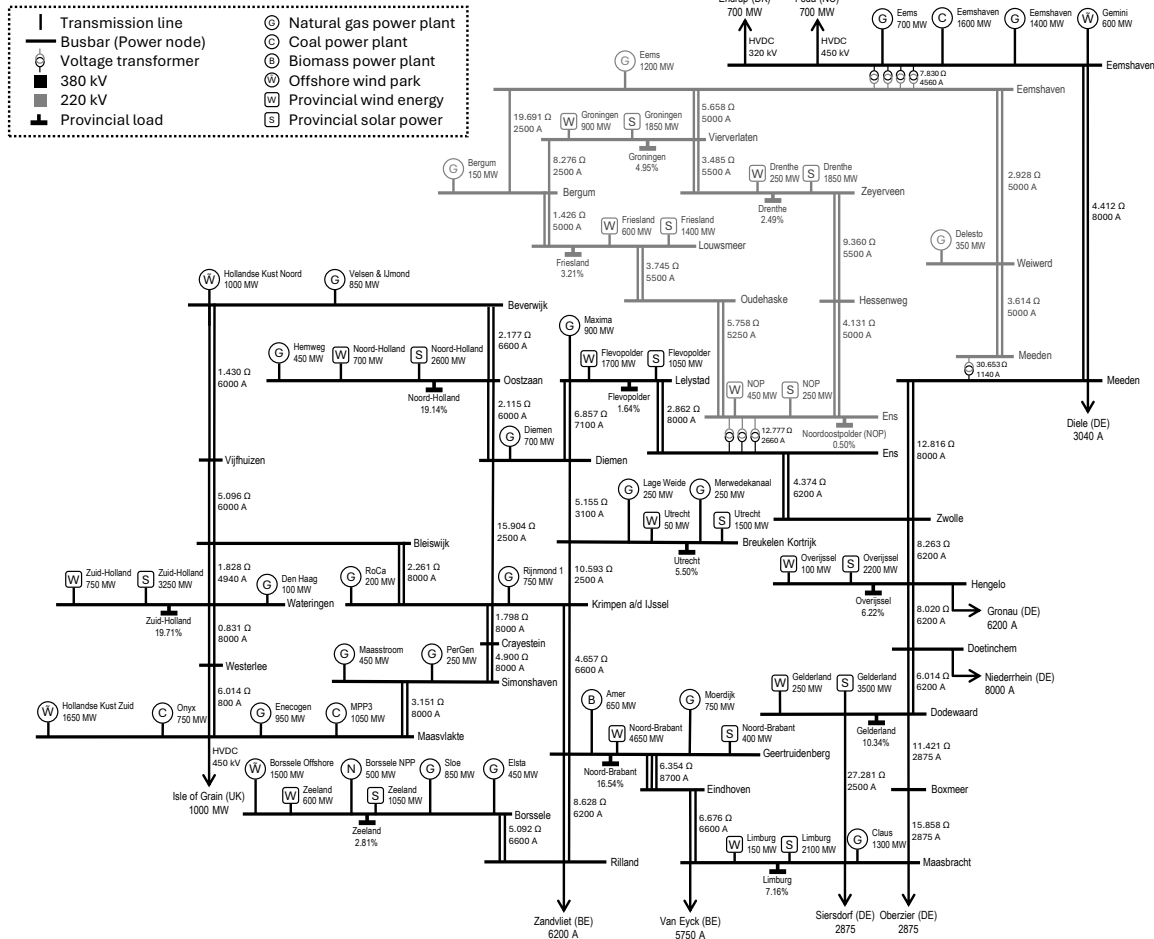 Transmission line
Busbar (Power node)
Voltage transformer
380 kV
220 kV
Provincial load
G Natural gas power plant
C Coal power plant
B Biomass power plant
W Offshore wind park
W Provincial wind energy
S Provincial solar power
700 MW
700 MW
HVDC
320 kV
HVDC
450 kV
G Eems
700 MW
C Eemshaven
1600 MW
G Eemshaven
1400 MW
W Gemini
600 MW
Eemshaven
7.830 Ω
4560 A
G Eems
1200 MW
Eemshaven
19.691 Ω
2500 A
W Groningen
900 MW
S Groningen
1850 MW
5.658 Ω
5000 A
Vierverlaten
Groningen
4.95%
8.276 Ω
2500 A
3.485 Ω
5500 A
2.928 Ω
5000 A
4.412 Ω
8000 A
G Bergum
150 MW
Bergum
W Drenthe
250 MW
S Drenthe
1850 MW
Zeyerveen
Drenthe
2.49%
1.426 Ω
5000 A
W Friesland
600 MW
S Friesland
1400 MW
Louwsmeer
Friesland
3.21%
G Delesto
350 MW
Weiwerd
9.360 Ω
5500 A
3.745 Ω
5500 A
Oudehaske
Hessenweg
3.614 Ω
5000 A
5.758 Ω
5250 A
4.131 Ω
5000 A
Meeden
30.653 Ω
1140 A
Meeden
Diele (DE)
3040 A
W Hollandse Kust Noord
1000 MW
G Velsen & IJmond
850 MW
Beverwijk
G Maxima
900 MW
2.177 Ω
6600 A
G Hemweg
450 MW
W Noord-Holland
700 MW
S Noord-Holland
2600 MW
Oostzaan
Noord-Holland
19.14%
1.430 Ω
6000 A
W Flevopolder
1700 MW
S Flevopolder
1050 MW
Lelystad
Flevopolder
1.64%
W NOP
450 MW
S NOP
250 MW
Ens
Noordoostpolder (NOP)
0.50%
2.115 Ω
6000 A
6.857 Ω
7100 A
2.862 Ω
8000 A
12.777 Ω
2660 A
Ens
12.816 Ω
8000 A
G Diemen
700 MW
Diemen
Vijfhuizen
4.374 Ω
6200 A
5.096 Ω
6000 A
15.904 Ω
2500 A
5.155 Ω
3100 A
G Lage Weide
250 MW
G Merwedekanaal
250 MW
W Utrecht
50 MW
S Utrecht
1500 MW
Breukelen Kortrijk
Utrecht
5.50%
Zwolle
8.263 Ω
6200 A
Bleiswijk
1.828 Ω
4940 A
2.261 Ω
8000 A
10.593 Ω
2500 A
W Overijssel
100 MW
S Overijssel
2200 MW
Hengelo
Overijssel
6.22%
Gronau (DE)
6200 A
W Zuid-Holland
750 MW
S Zuid-Holland
3250 MW
G Den Haag
100 MW
Wateringen
Zuid-Holland
19.71%
G RoCa
200 MW
G Rijnmond 1
750 MW
Krimpen a/d IJssel
8.020 Ω
6200 A
0.831 Ω
8000 A
1.798 Ω
8000 A
Crayestein
Doetinchem
Niederrhein (DE)
8000 A
Westerlee
G Maasstroom
450 MW
G PerGen
250 MW
4.900 Ω
8000 A
Simonshaven
4.657 Ω
6600 A
6.014 Ω
6200 A
W Gelderland
250 MW
S Gelderland
3500 MW
Dodewaard
Gelderland
10.34%
6.014 Ω
800 A
W Hollandse Kust Zuid
1650 MW
C Onyx
750 MW
G Enecogen
950 MW
C MPP3
1050 MW
3.151 Ω
8000 A
Maasvlakte
HVDC
450 kV
Isle of Grain (UK)
1000 MW
B Amer
650 MW
W Noord-Brabant
4650 MW
G Moerdijk
750 MW
S Noord-Brabant
400 MW
Geertruidenberg
Noord-Brabant
16.54%
11.421 Ω
2875 A
6.354 Ω
8700 A
Eindhoven
27.281 Ω
2500 A
Boxmeer
W Borssele Offshore
1500 MW
W Zeeland
600 MW
N Borssele NPP
500 MW
S Zeeland
1050 MW
G Sloe
850 MW
G Elsta
450 MW
Borssele
Zeeland
2.81%
8.628 Ω
6200 A
6.676 Ω
6600 A
15.858 Ω
2875 A
5.092 Ω
6600 A
Rilland
W Limburg
150 MW
S Limburg
2100 MW
G Claus
1300 MW
Maasbracht
Limburg
7.16%
Zandvliet (BE)
6200 A
Van Eyck (BE)
5750 A
Siersdorf (DE)
2875
Oberzier (DE)
2875